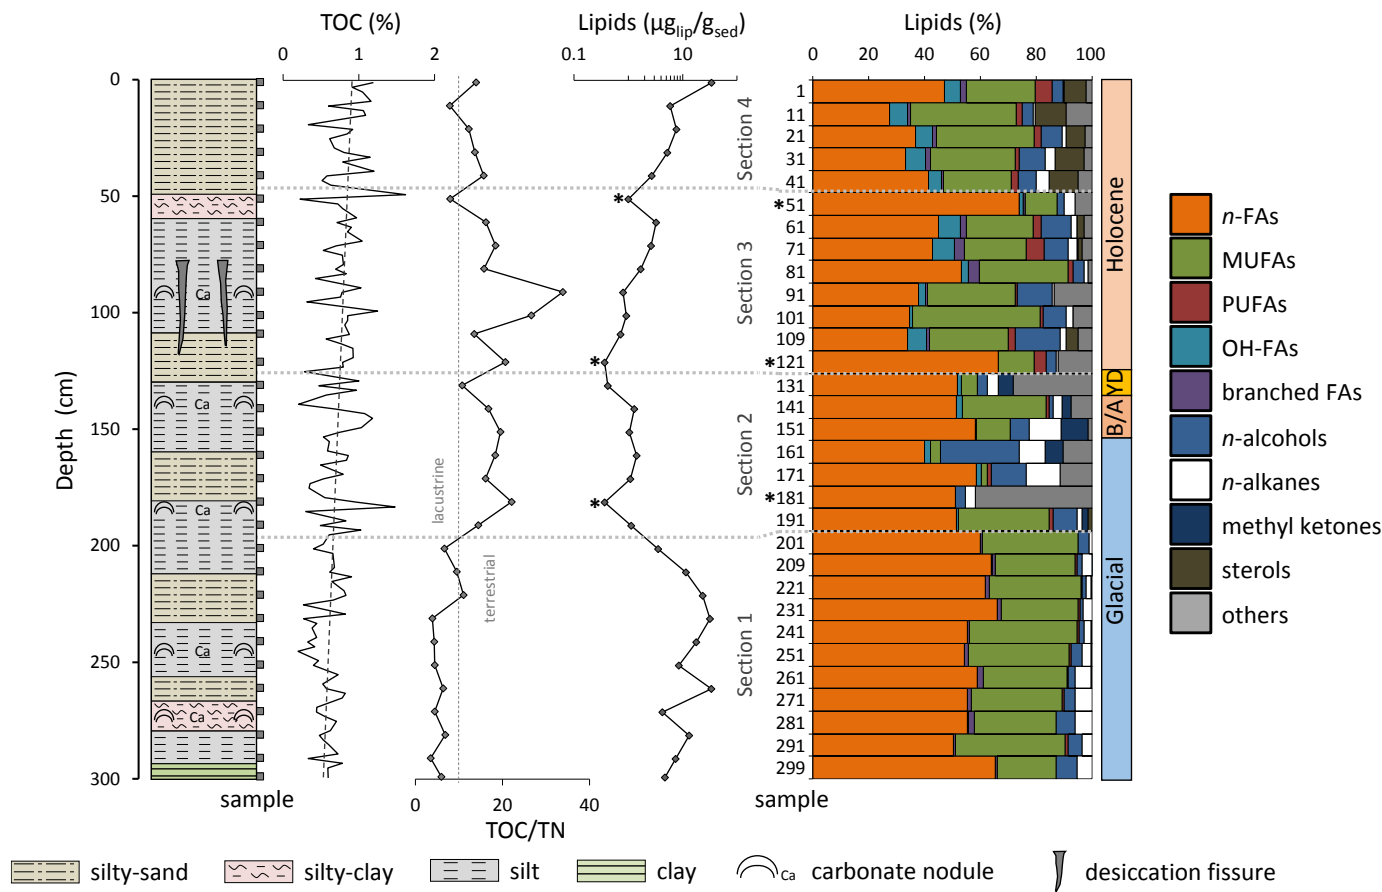 TOC (%)
Lipids (µglip/gsed)
Lipids (%)
0 1 2
0.1 10
0 20 40 60 80 100
Depth (cm)
0
50
100
150
200
250
300
Ca
Ca
Ca
Ca
Ca
lacustrine
terrestrial
Section 4
Section 3
Section 2
Section 1
*
*
*
1
11
21
31
41
*51
61
71
81
91
101
109
*121
131
141
151
161
171
*181
191
201
209
221
231
241
251
261
271
281
291
299
Holocene
YD
B/A
Glacial
n-FAs
MUFAs
PUFAs
OH-FAs
branched FAs
n-alcohols
n-alkanes
methyl ketones
sterols
others
sample
0 20 40
TOC/TN
sample
silty-sand
silty-clay
silt
clay
Ca carbonate nodule
desiccation fissure